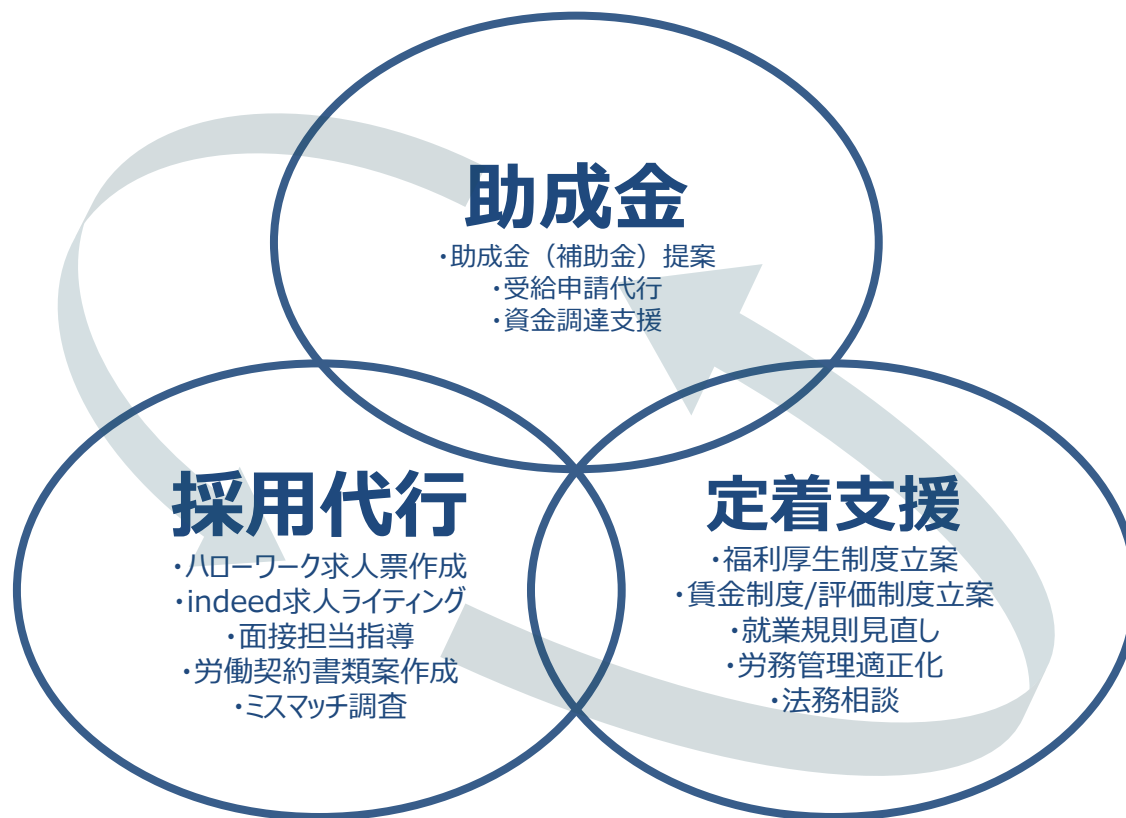 助成金
・助成金（補助金）提案
・受給申請代行
・資金調達支援
採用代行
・ハローワーク求人票作成
・indeed求人ライティング
・面接担当指導
・労働契約書類案作成
・ミスマッチ調査
定着支援
・福利厚生制度立案
・賃金制度/評価制度立案
・就業規則見直し
・労務管理適正化
・法務相談